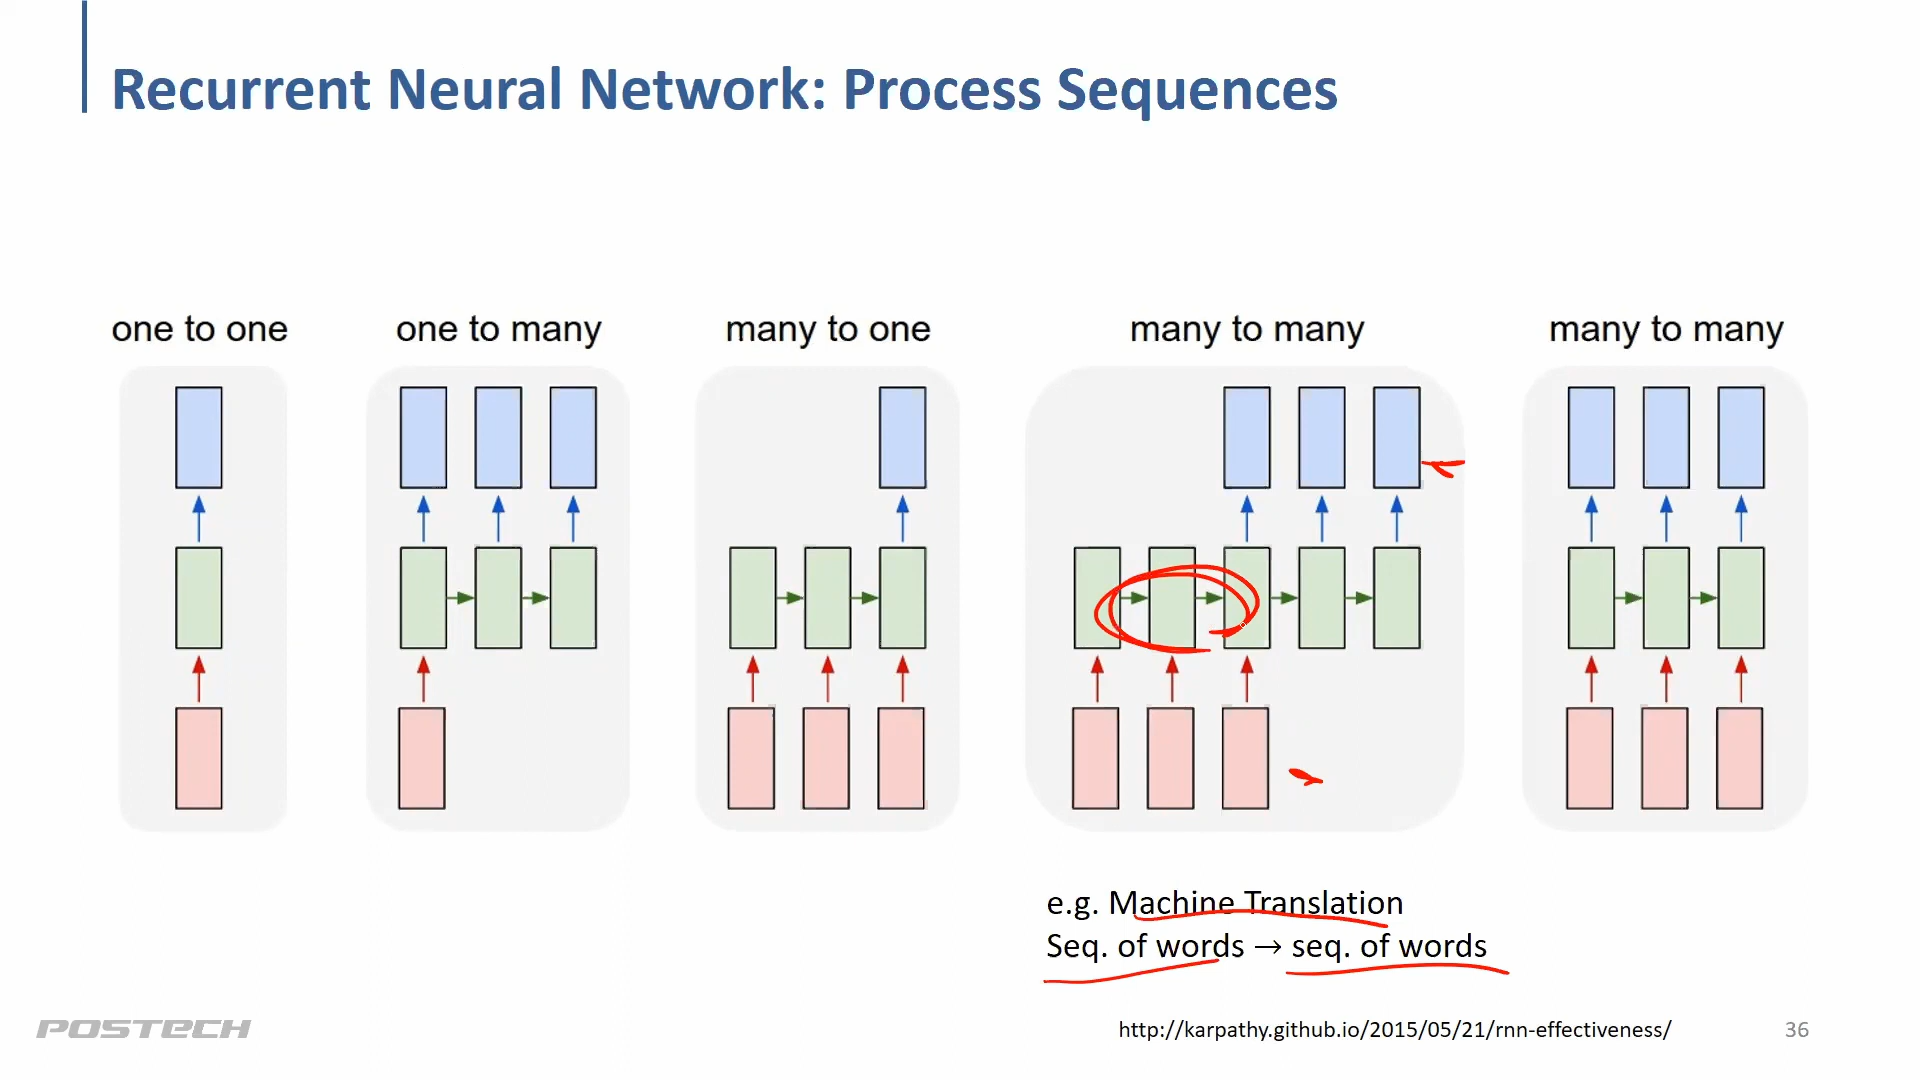 Recurrent Neural Network: Process Sequences
one to one
one to many
many to one
many to many
many to many
e.g. Machine Translation
Seq. of words → seq. of words
POSTECH
http://karpathy.github.io/2015/05/21/rnn-effectiveness/
36